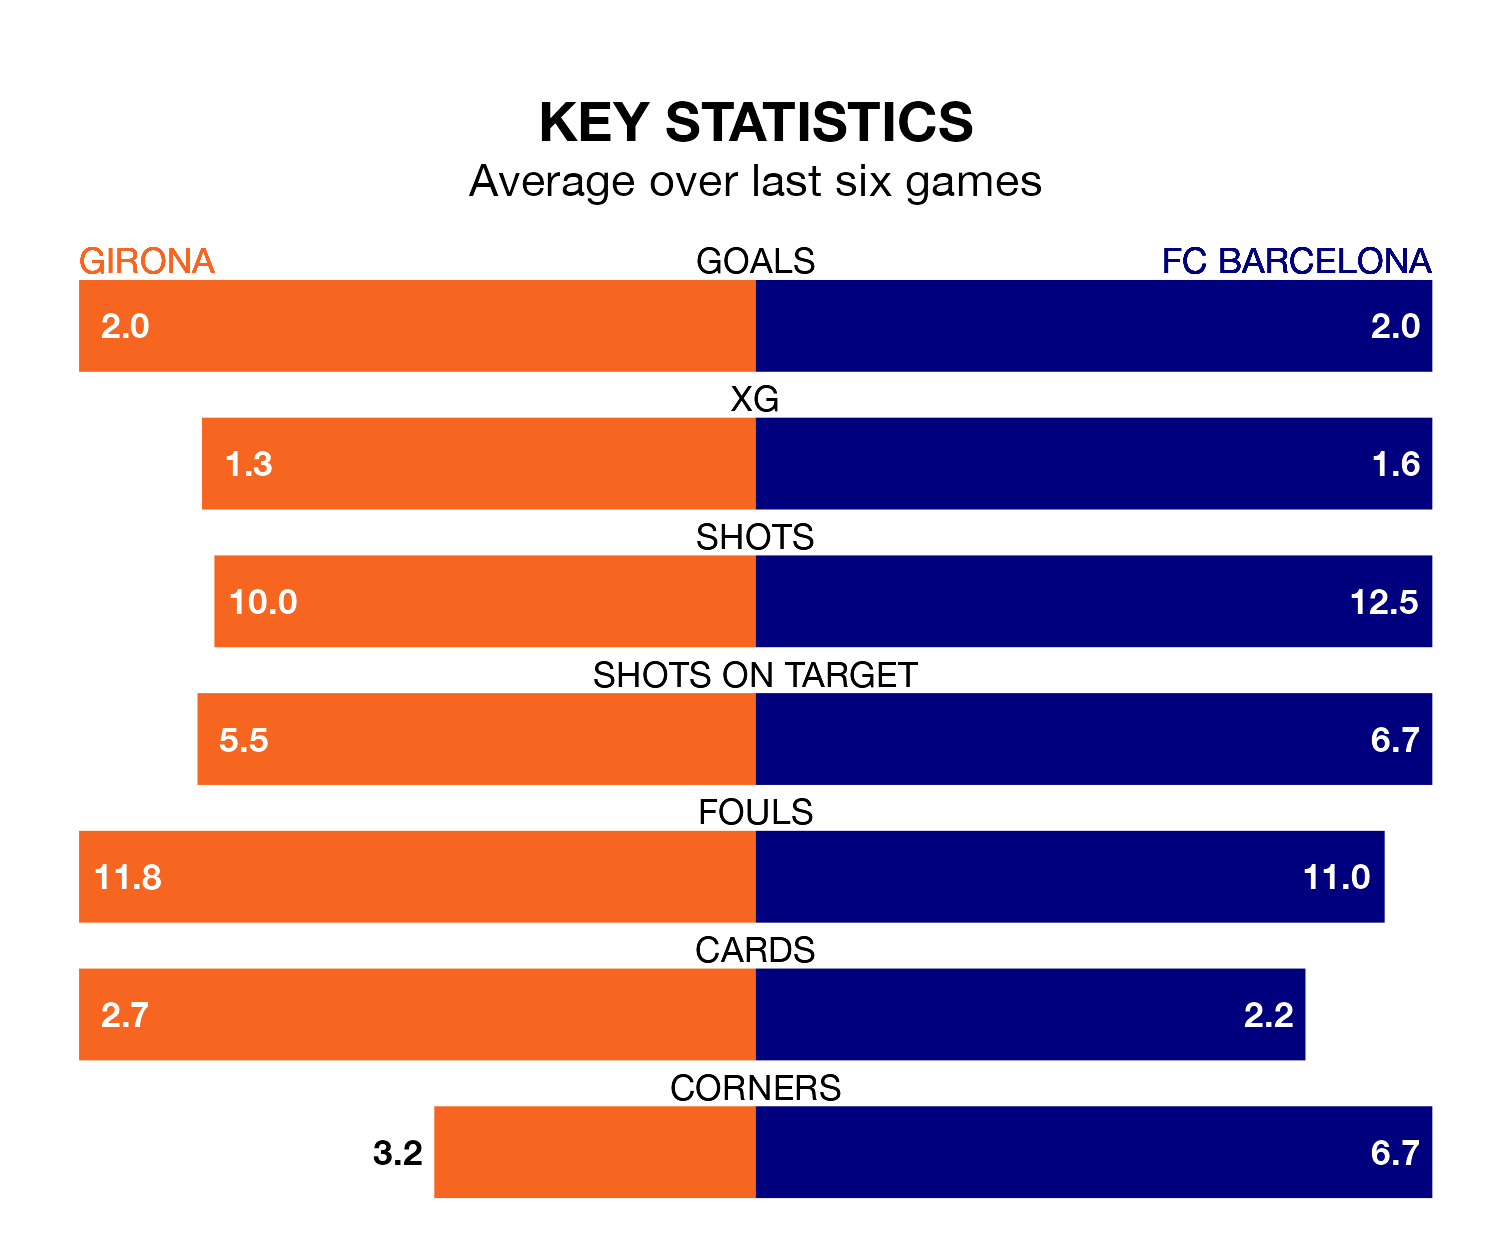 KEY STATISTICS
Average over last six games
GIRONA GOALS FC BARCELONA
2.0 2.0
XG
1.3 1.6
SHOTS
10.0 12.5
SHOTS ON TARGET
5.5 6.7
FOULS
11.8 11.0
CARDS
2.7 2.2
CORNERS
3.2 6.7